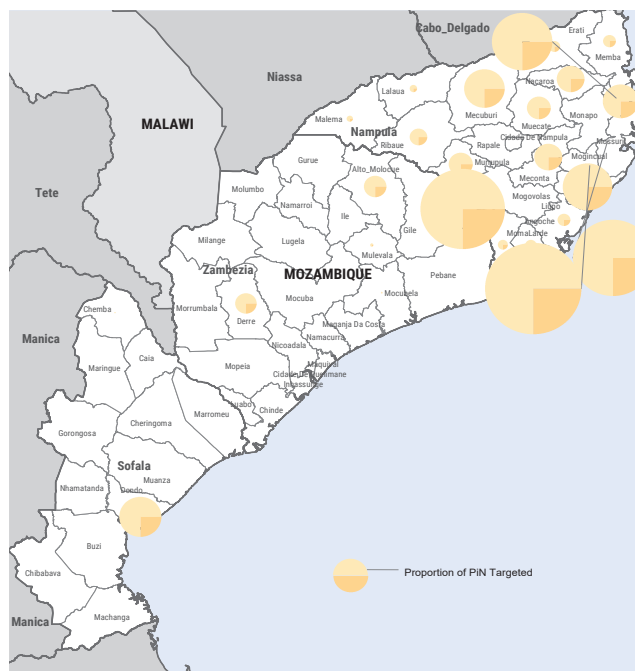 Cabo_Delgado
Erati
Memba
Niassa
Nacaroa
Lalaua
Mecuburi
Monapo
Malema
MALAWI
Nampula
Muecate
Cidade De Nampula
Mossuril
Ribaue
Rapale
Mogincual
Gurue
Murrupula
Meconta
Alto_Molocue
Molumbo
Tete
Namarroi
Mogovolas
Ile
Liupo
Angoche
Gile
Milange
Lugela
Mulevala
Moma
Larde
Zambezia
MOZAMBIQUE
Pebane
Chemba
Morrumbala
Mocuba
Mocubela
Derre
Manica
Maganja Da Costa
Namacurra
Caia
Nicoadala
Maringue
Mopeia
Maquival
Cidade De Quelimane
Inhassunge
Luabo
Chinde
Marromeu
Cheringoma
Gorongosa
Sofala
Muanza
Nhamatanda
Dondo
Buzi
Proportion of PiN Targeted
Chibabava
Machanga
Manica